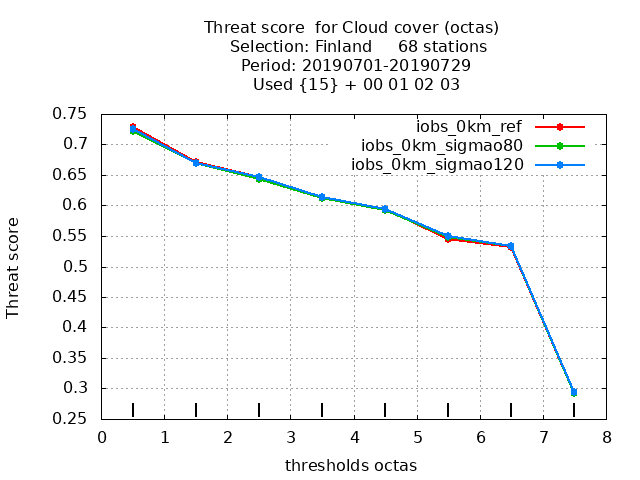 Threat score  for Cloud cover (octas)
Selection: Finland     68 stations
Period: 20190701-20190729
Used {15} + 00 01 02 03
iobs_0km_ref
iobs_0km_sigmao80
iobs_0km_sigmao120
Threat score
0.75
0.7
0.65
0.6
0.55
0.5
0.45
0.4
0.35
0.3
0.25
0 1 2 3 4 5 6 7 8
thresholds octas